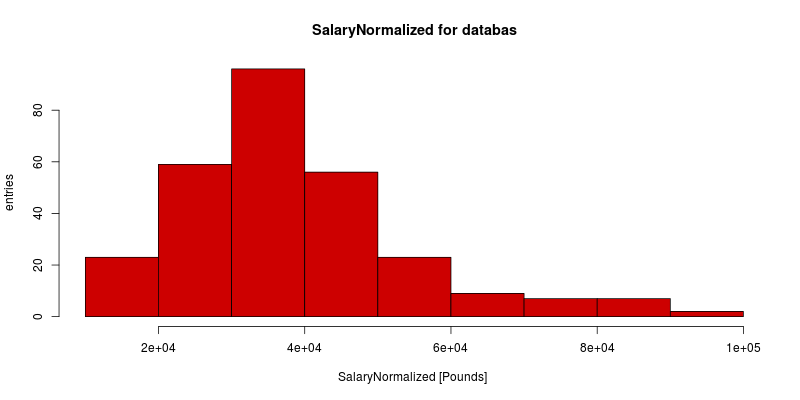 SalaryNormalized for databas
entries
80
60
40
20
0
2e+04 4e+04 6e+04 8e+04 1e+05
SalaryNormalized [Pounds]